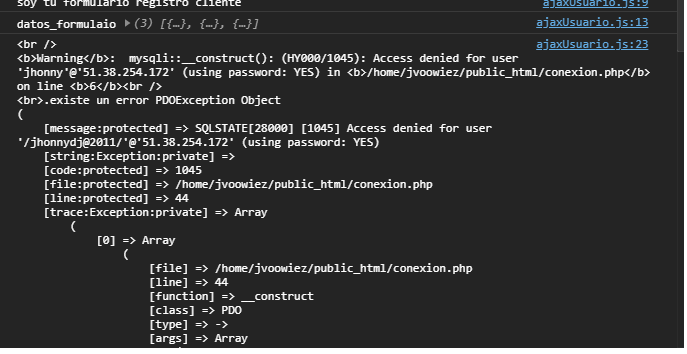 soy tu formulario registro cliente ajaxUsuario.js:9
datos_formulaio ▶ (3) [{…}, {…}, {…}] ajaxUsuario.js:13
<br /> ajaxUsuario.js:23
<b>Warning</b>:  mysqli::__construct(): (HY000/1045): Access denied for user
'jhonny'@'51.38.254.172' (using password: YES) in <b>/home/jvoowiez/public_html/conexion.php</b>
on line <b>6</b><br />
<br>.existe un error PDOException Object
(
[message:protected] => SQLSTATE[28000] [1045] Access denied for user
'/jhonnydj@2011/'@'51.38.254.172' (using password: YES)
[string:Exception:private] =>
[code:protected] => 1045
[file:protected] => /home/jvoowiez/public_html/conexion.php
[line:protected] => 44
[trace:Exception:private] => Array
(
[0] => Array
(
[file] => /home/jvoowiez/public_html/conexion.php
[line] => 44
[function] => __construct
[class] => PDO
[type] => ->
[args] => Array